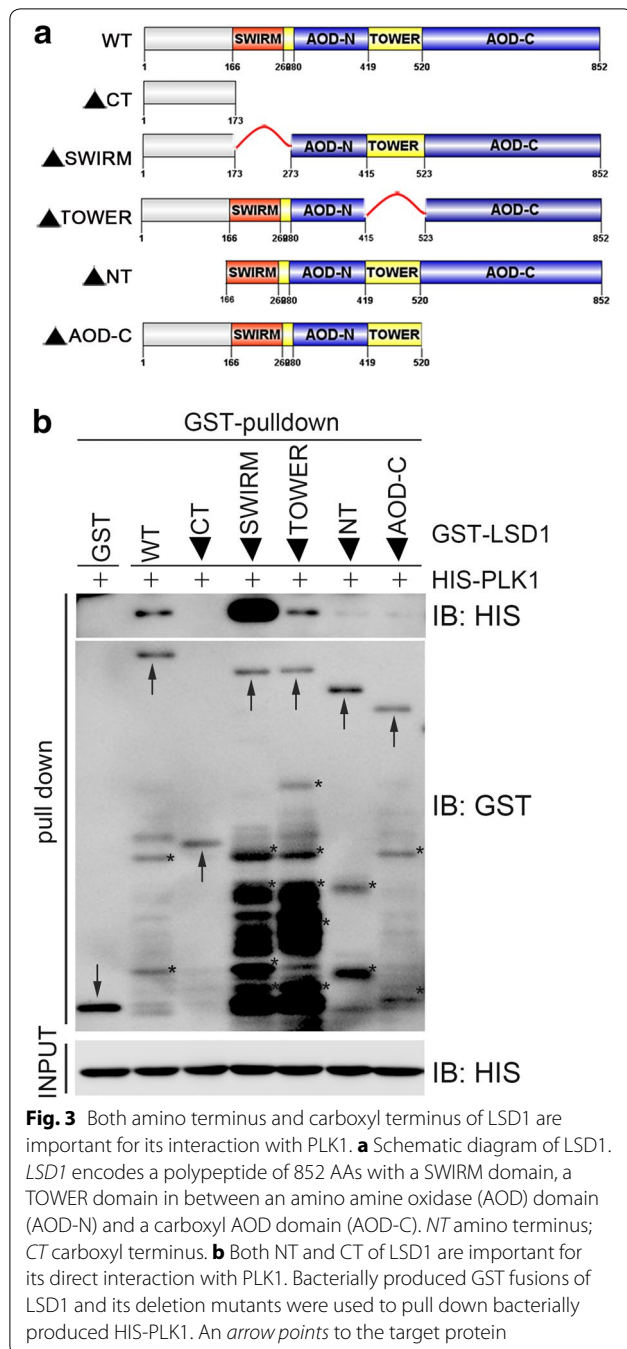 a
WT
SWIRM AOD-N TOWER AOD-C
1 166 269 280 419 520 852
▲CT
1 173
▲SWIRM
AOD-N TOWER AOD-C
1 173 273 415 523 852
▲TOWER
SWIRM AOD-N AOD-C
1 166 269 280 415 523 852
▲NT
SWIRM AOD-N TOWER AOD-C
166 269 280 419 520 852
▲AOD-C
SWIRM AOD-N TOWER
1 166 269 280 419 520
b
GST-pulldown
GST WT ▲CT ▲SWIRM ▲TOWER ▲NT ▲AOD-C GST-LSD1
+ + + + + + + HIS-PLK1
pull down
IB: HIS
IB: GST
INPUT
IB: HIS
Fig. 3 Both amino terminus and carboxyl terminus of LSD1 are
important for its interaction with PLK1. a Schematic diagram of LSD1.
LSD1 encodes a polypeptide of 852 AAs with a SWIRM domain, a
TOWER domain in between an amino amine oxidase (AOD) domain
(AOD-N) and a carboxyl AOD domain (AOD-C). NT amino terminus;
CT carboxyl terminus. b Both NT and CT of LSD1 are important for
its direct interaction with PLK1. Bacterially produced GST fusions of
LSD1 and its deletion mutants were used to pull down bacterially
produced HIS-PLK1. An arrow points to the target protein